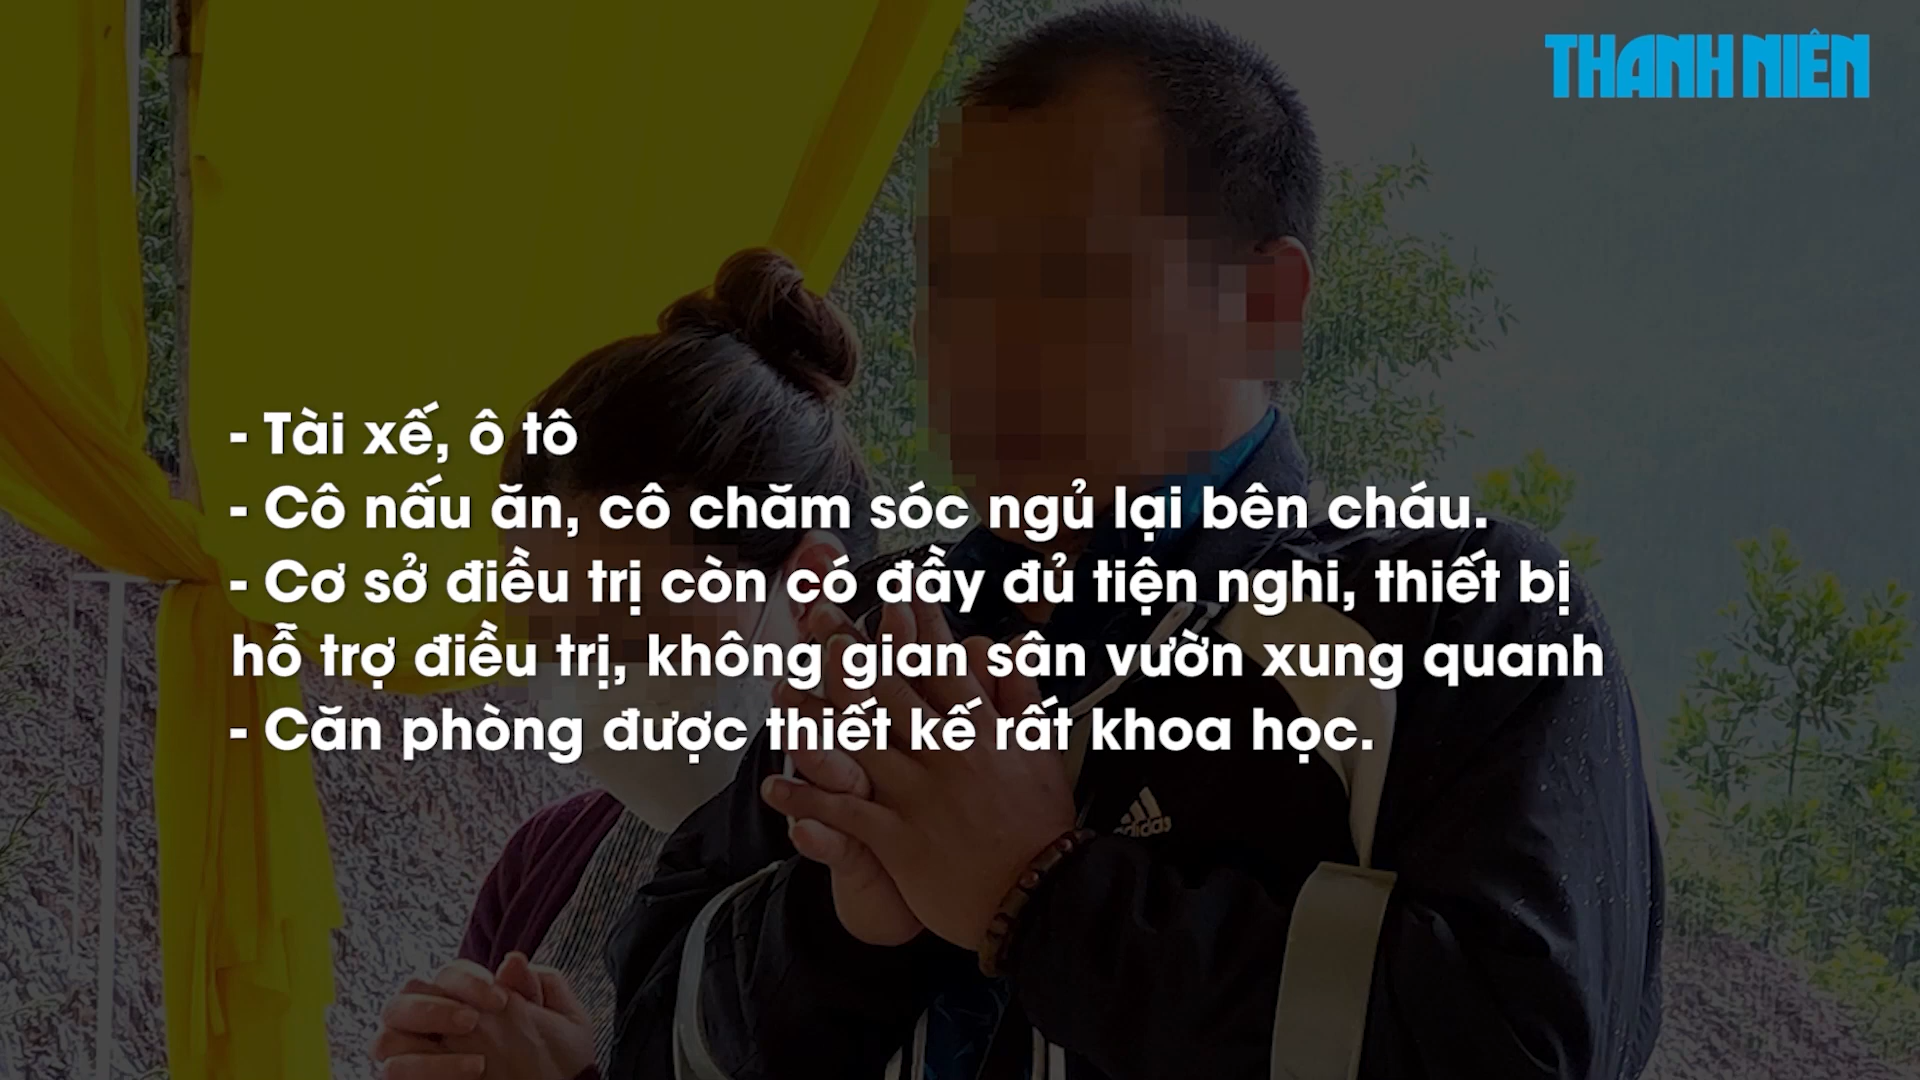 THANH NIÊN
- Tài xế, ô tô
- Cô nấu ăn, cô chăm sóc ngủ lại bên cháu.
- Cơ sở điều trị còn có đầy đủ tiện nghi, thiết bị
hỗ trợ điều trị, không gian sân vườn xung quanh
- Căn phòng được thiết kế rất khoa học.
adidas